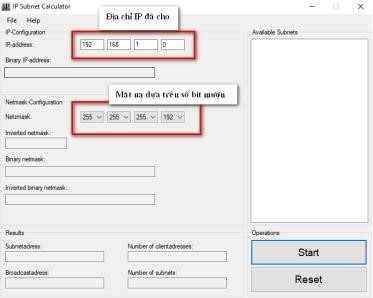 IP Subnet Calculator
File Help
Địa chỉ IP đã cho
IP-Configuration
IP-address:
192 168 1 0
Binary IP-address:
Mặt nạ dựa trên số bit mượn
Netmask-Configuration
Netzmask:
255 255 255 192
Inverted netmask:
Binary netmask:
Inverted binary netmask:
Available Subnets
Results
Subnetadress:
Number of clientadresses:
Broadcastadress:
Number of subnets:
Operations
Start
Reset